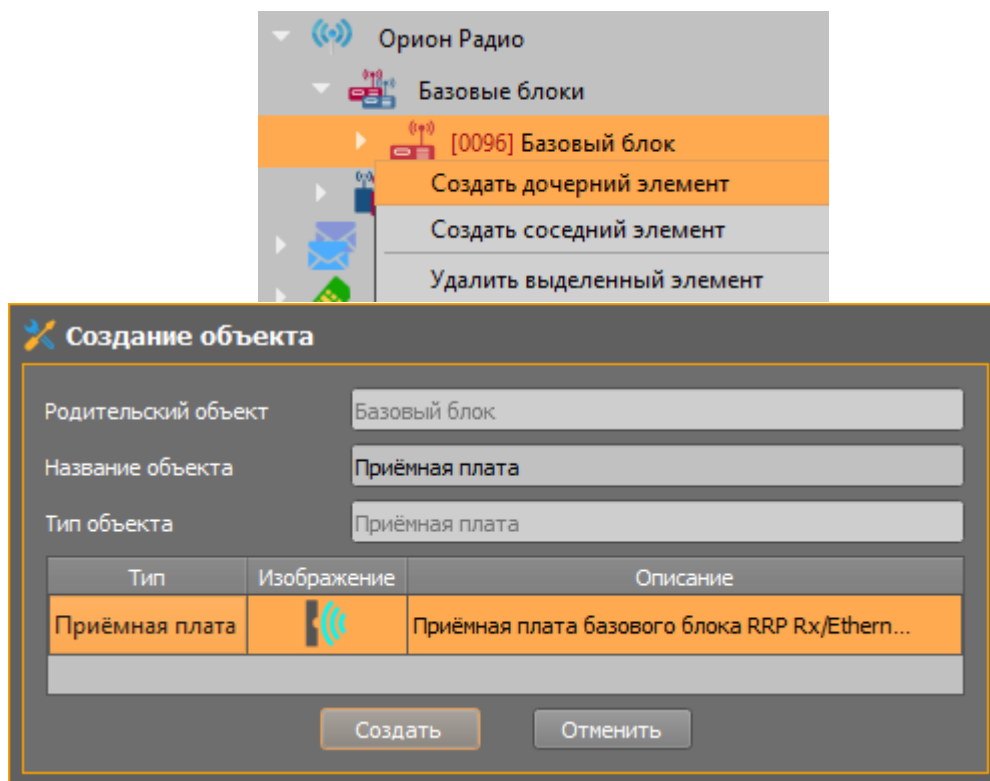 Орион Радио
Базовые блоки
[0096] Базовый блок
Создать дочерний элемент
Создать соседний элемент
Удалить выделенный элемент
Создание объекта
Родительский объект Базовый блок
Название объекта Приёмная плата
Тип объекта Приёмная плата
Тип Изображение Описание
Приёмная плата Приёмная плата базового блока RRP Rx/Ethern...
Создать Отменить